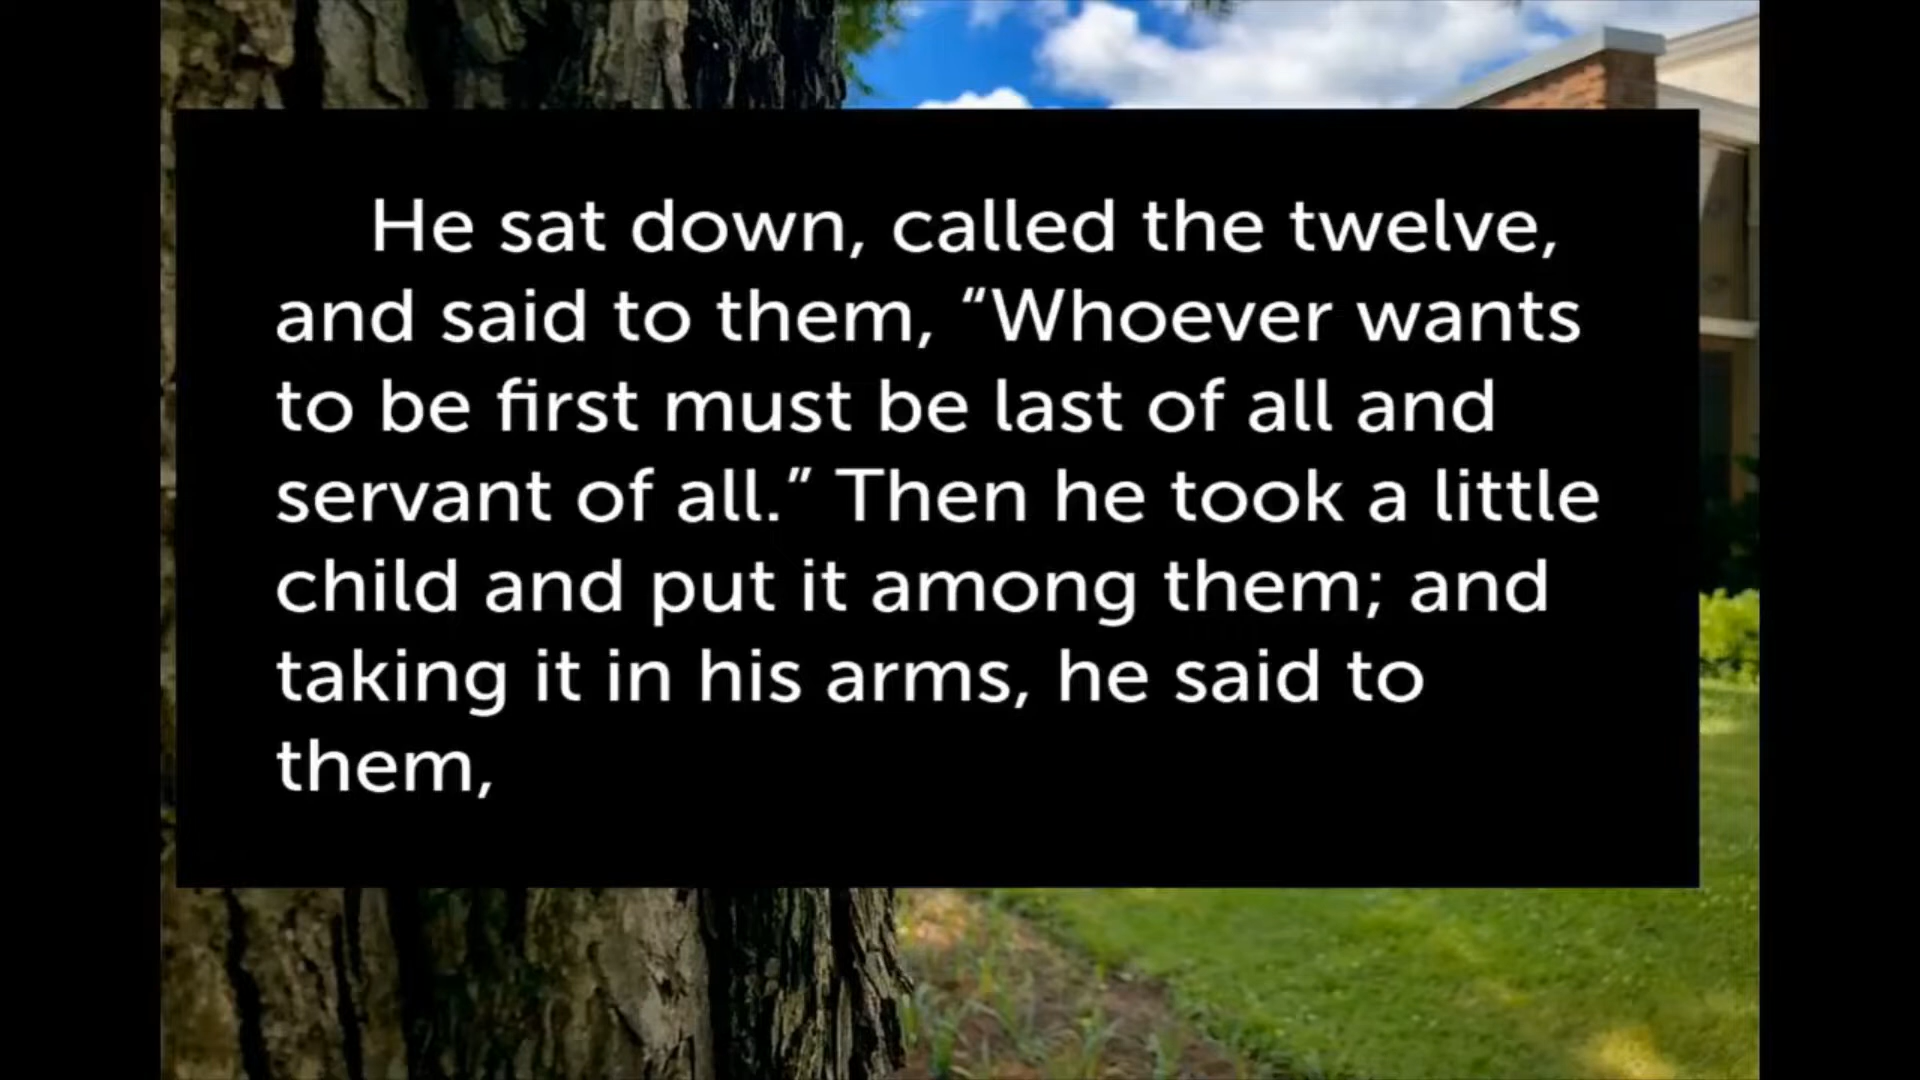 He sat down, called the twelve,
and said to them, “Whoever wants
to be first must be last of all and
servant of all.” Then he took a little
child and put it among them; and
taking it in his arms, he said to
them,